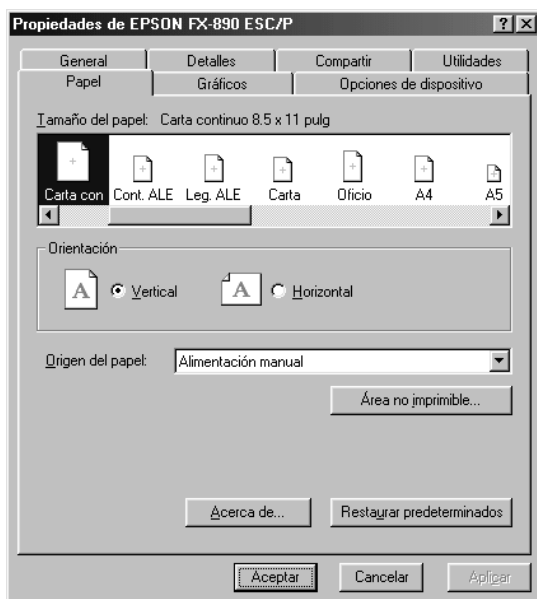 Propiedades de EPSON FX-890 ESC/P
General Detalles Compartir Utilidades
Papel Gráficos Opciones de dispositivo
Tamaño del papel: Carta continuo 8.5 x 11 pulg
Carta con Cont. ALE Leg. ALE Carta Oficio A4 A5
Orientación
A Vertical A Horizontal
Origen del papel: Alimentación manual
Área no imprimible...
Acerca de... Restaurar predeterminados
Aceptar Cancelar Aplicar